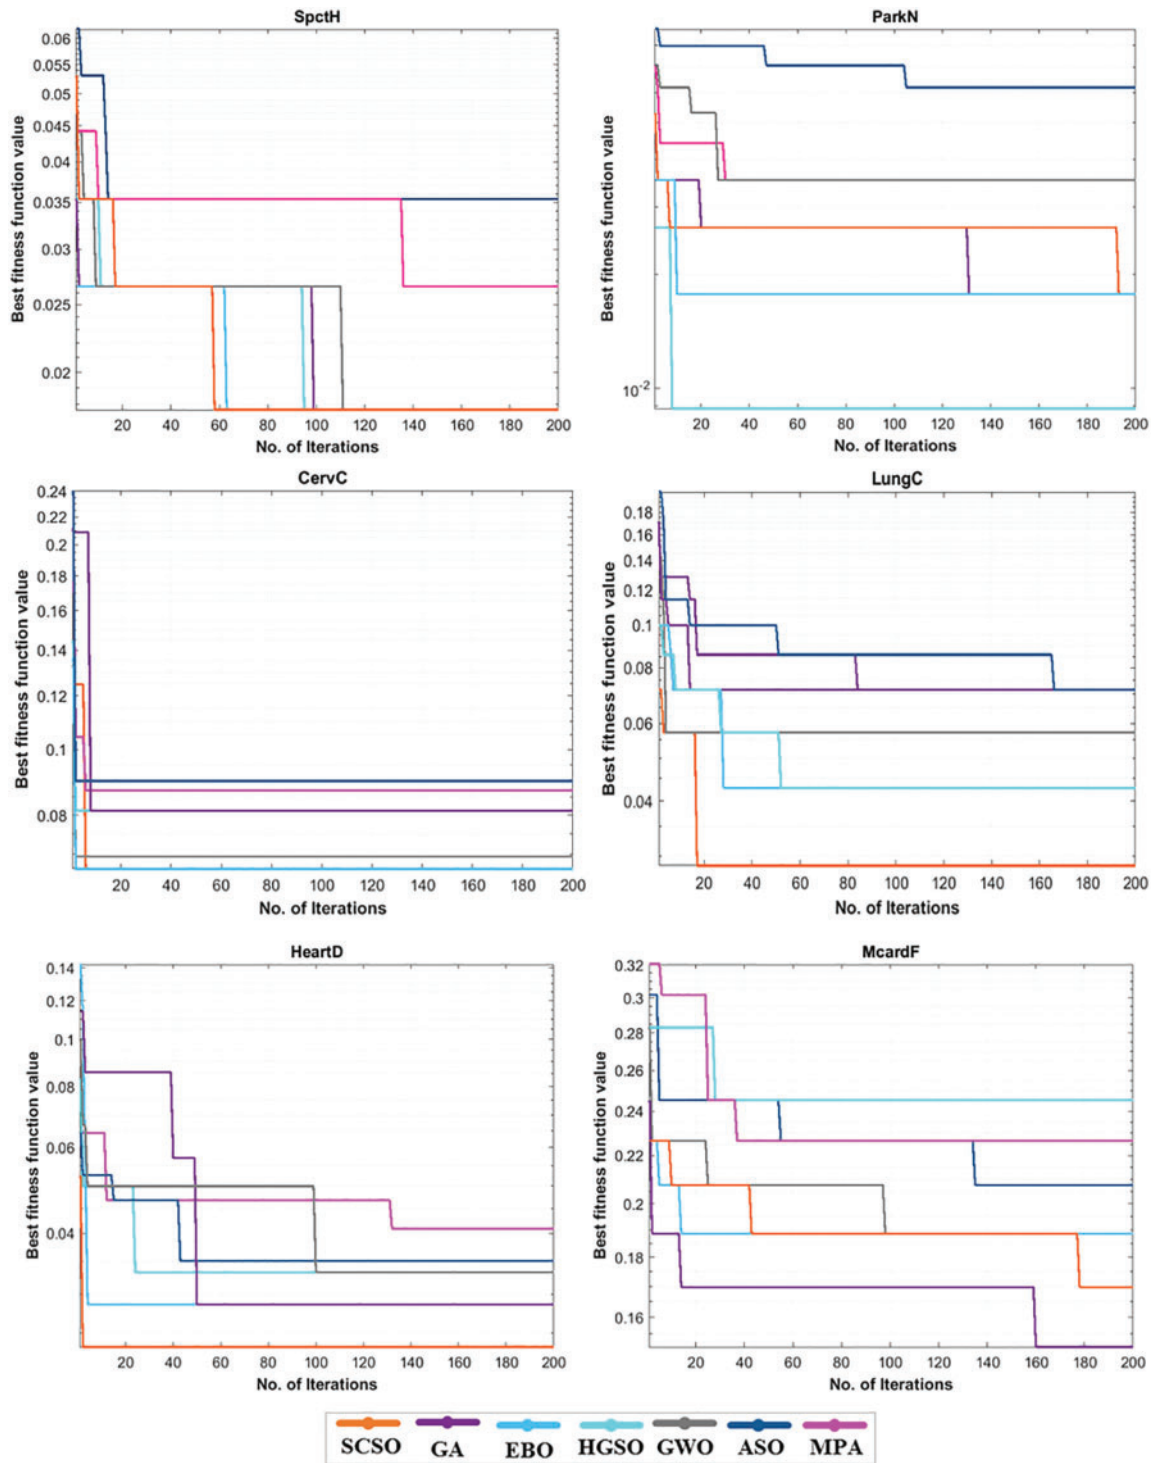 SpctH
Best fitness function value
0.06
0.055
0.05
0.045
0.04
0.035
0.03
0.025
0.02
20 40 60 80 100 120 140 160 180 200
No. of Iterations
ParkN
Best fitness function value
10-2
20 40 60 80 100 120 140 160 180 200
No. of Iterations
CervC
Best fitness function value
0.24
0.22
0.2
0.18
0.16
0.14
0.12
0.1
0.08
20 40 60 80 100 120 140 160 180 200
No. of Iterations
LungC
Best fitness function value
0.18
0.16
0.14
0.12
0.1
0.08
0.06
0.04
20 40 60 80 100 120 140 160 180 200
No. of Iterations
HeartD
Best fitness function value
0.14
0.12
0.1
0.08
0.06
0.04
20 40 60 80 100 120 140 160 180 200
No. of Iterations
McardF
Best fitness function value
0.32
0.3
0.28
0.26
0.24
0.22
0.2
0.18
0.16
20 40 60 80 100 120 140 160 180 200
No. of Iterations
SCSO GA EBO HGSO GWO ASO MPA